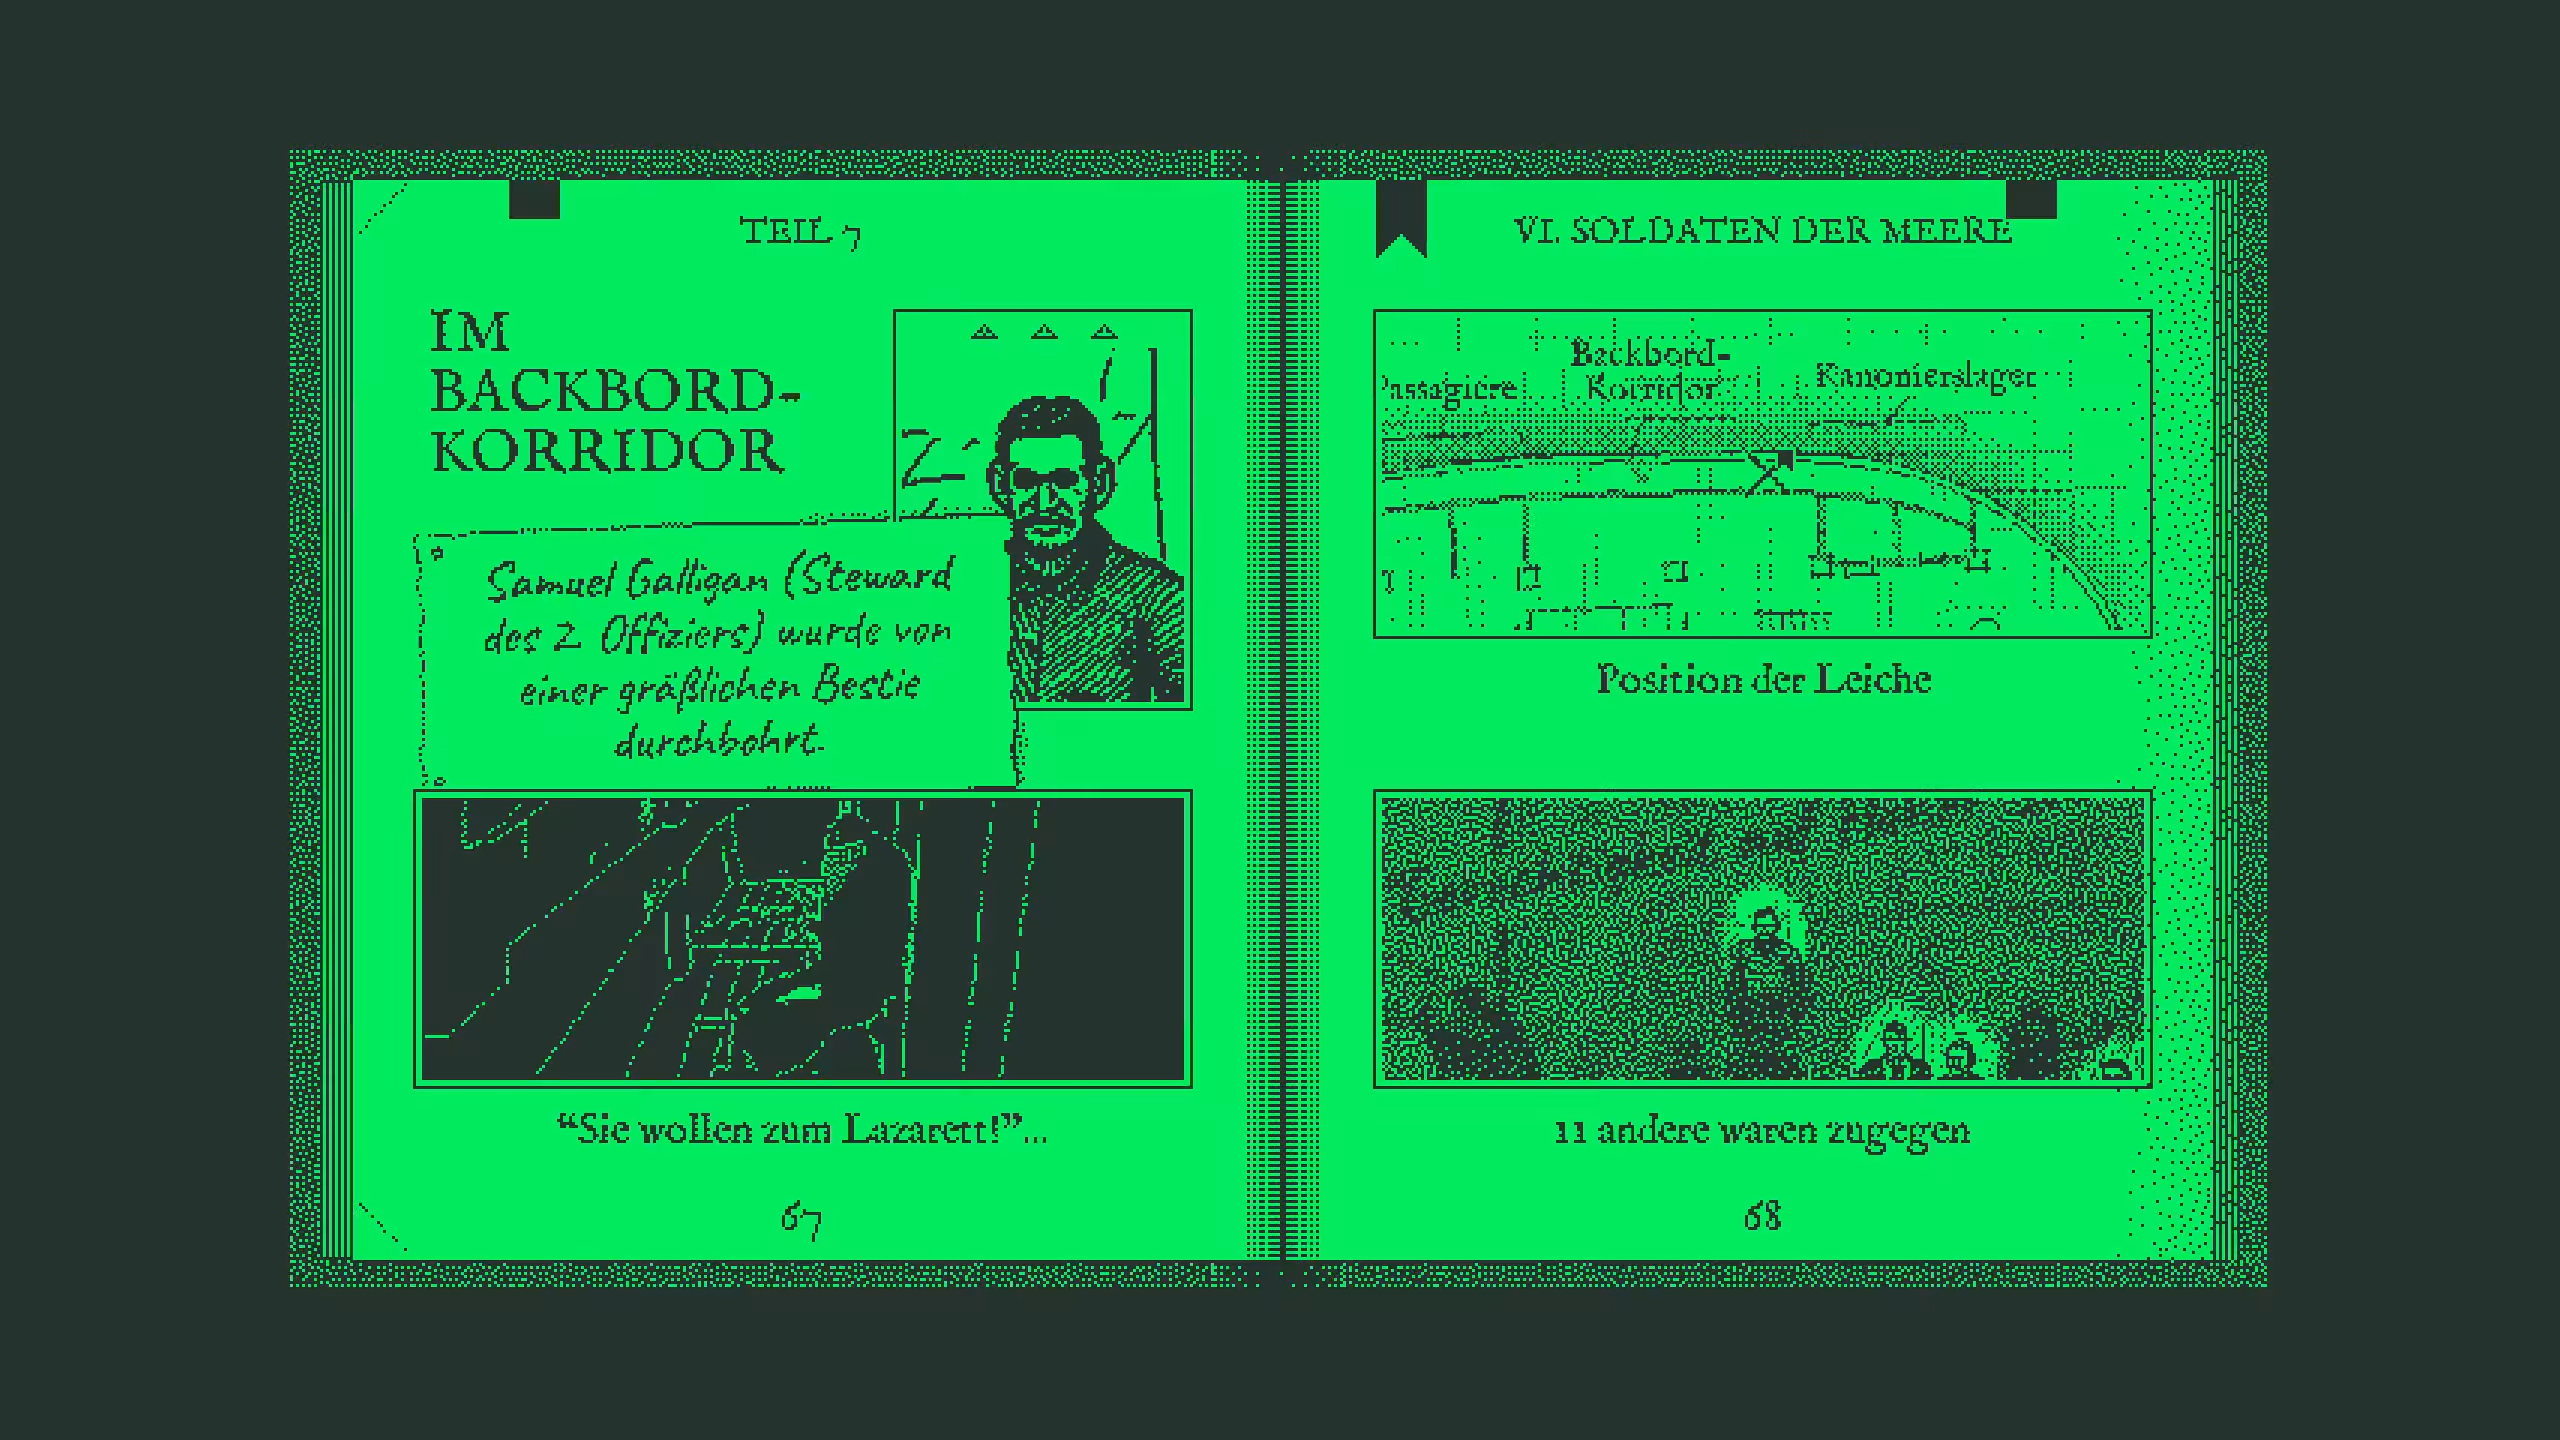 TEIL 7
IM
BACKBORD-
KORRIDOR
Samuel Galligan (Steward
des 2. Offiziers) wurde von
einer gräßlichen Bestie
durchbohrt.
“Sie wollen zum Lazarett!”...
67
VI. SOLDATEN DER MEERE
Backbord-
Korridor
assagiere
Kanonierslager
Position der Leiche
11 andere waren zugegen
68